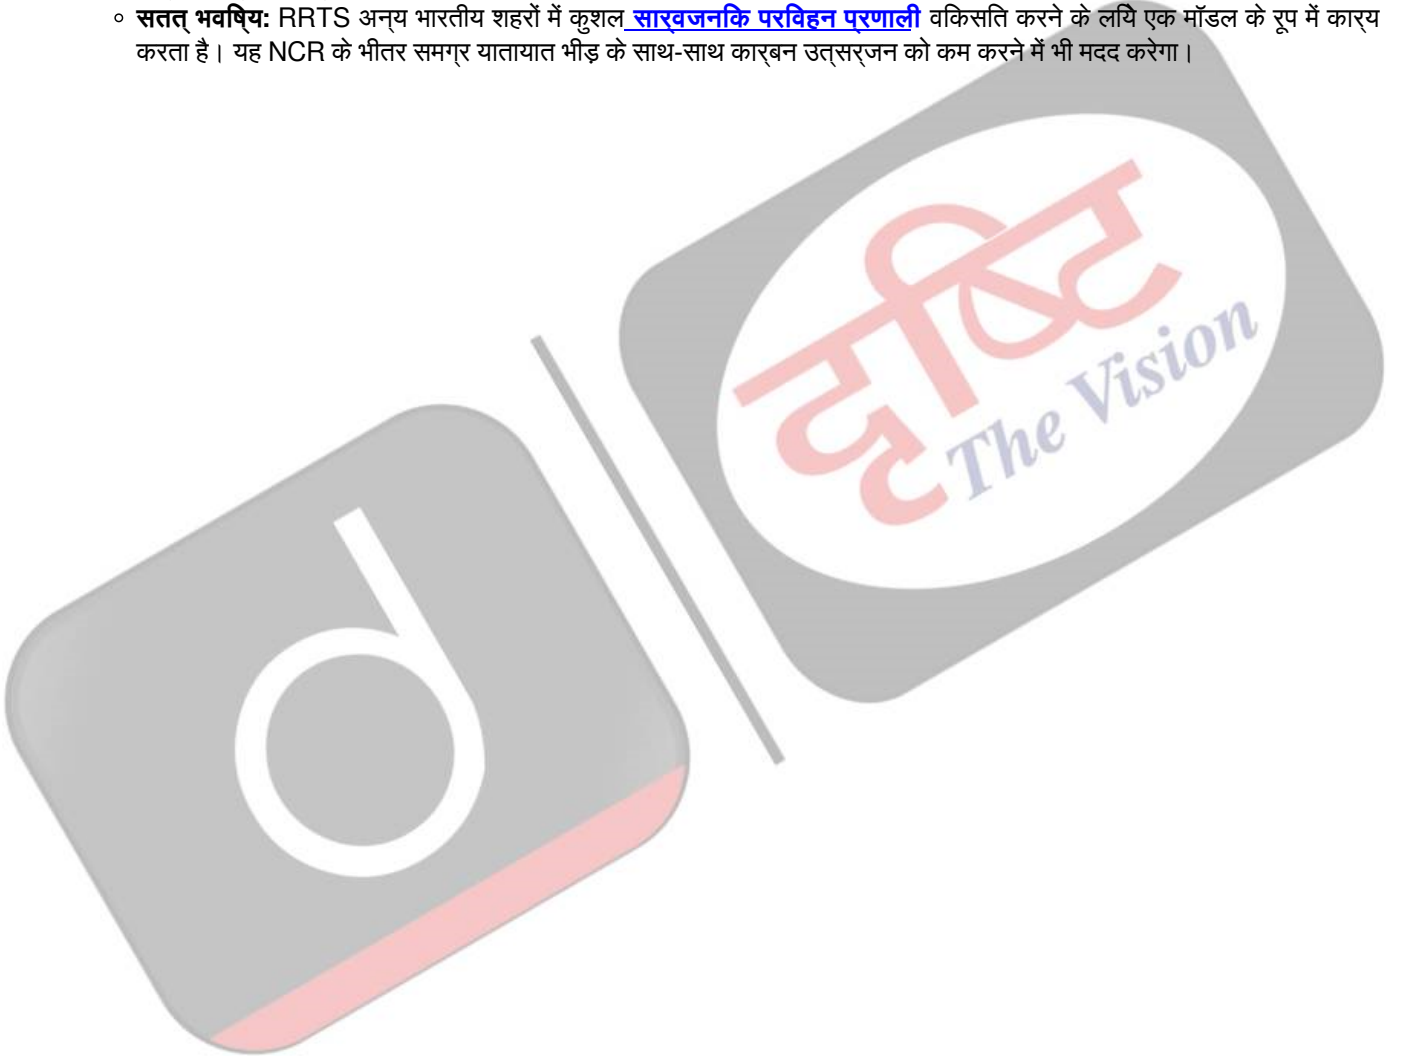 ○ सतत् भविष्य: RRTS अन्य भारतीय शहरों में कुशल सार्वजनिक परिवहन प्रणाली विकसित करने के लिये एक मॉडल के रूप में कार्य
करता है। यह NCR के भीतर समग्र यातायात भीड़ के साथ-साथ कार्बन उत्सर्जन को कम करने में भी मदद करेगा।
दृष्टि
The Vision
d